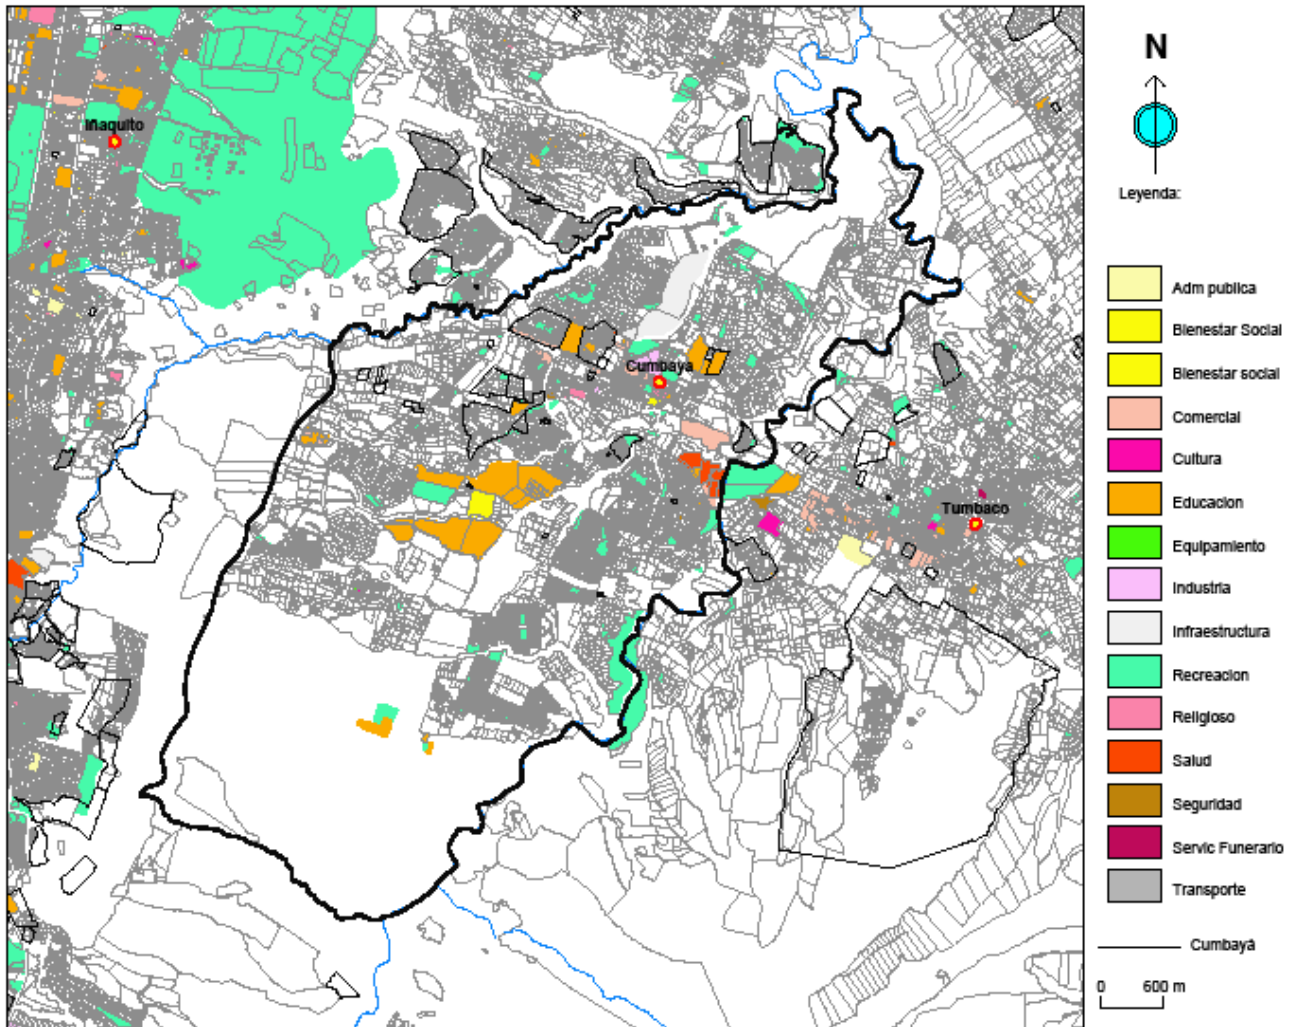 N
Iñaquito
Leyenda:
Adm publica
Bienestar Social
Bienestar social
Cumbayá
Comercial
Cultura
Educacion
Tumbaco
Equipamiento
Industria
Infraestructura
Recreacion
Religioso
Salud
Seguridad
Servic Funerario
Transporte
Cumbayá
0 600 m